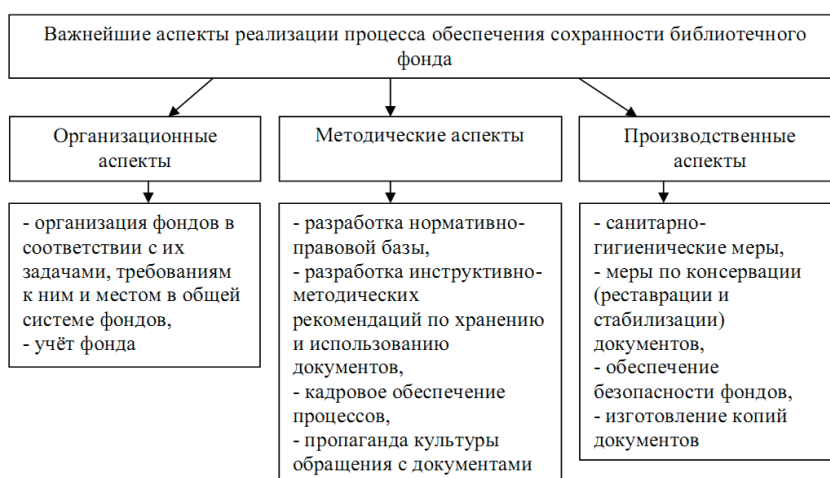 Важнейшие аспекты реализации процесса обеспечения сохранности библиотечного
фонда
Организационные
аспекты
Методические аспекты
Производственные
аспекты
- организация фондов в
соответствии с их
задачами, требованиям
к ним и местом в общей
системе фондов,
- учёт фонда
- разработка нормативно-
правовой базы,
- разработка инструктивно-
методических
рекомендаций по хранению
и использованию
документов,
- кадровое обеспечение
процессов,
- пропаганда культуры
обращения с документами
- санитарно-
гигиенические меры,
- меры по консервации
(реставрации и
стабилизации)
документов,
- обеспечение
безопасности фондов,
- изготовление копий
документов